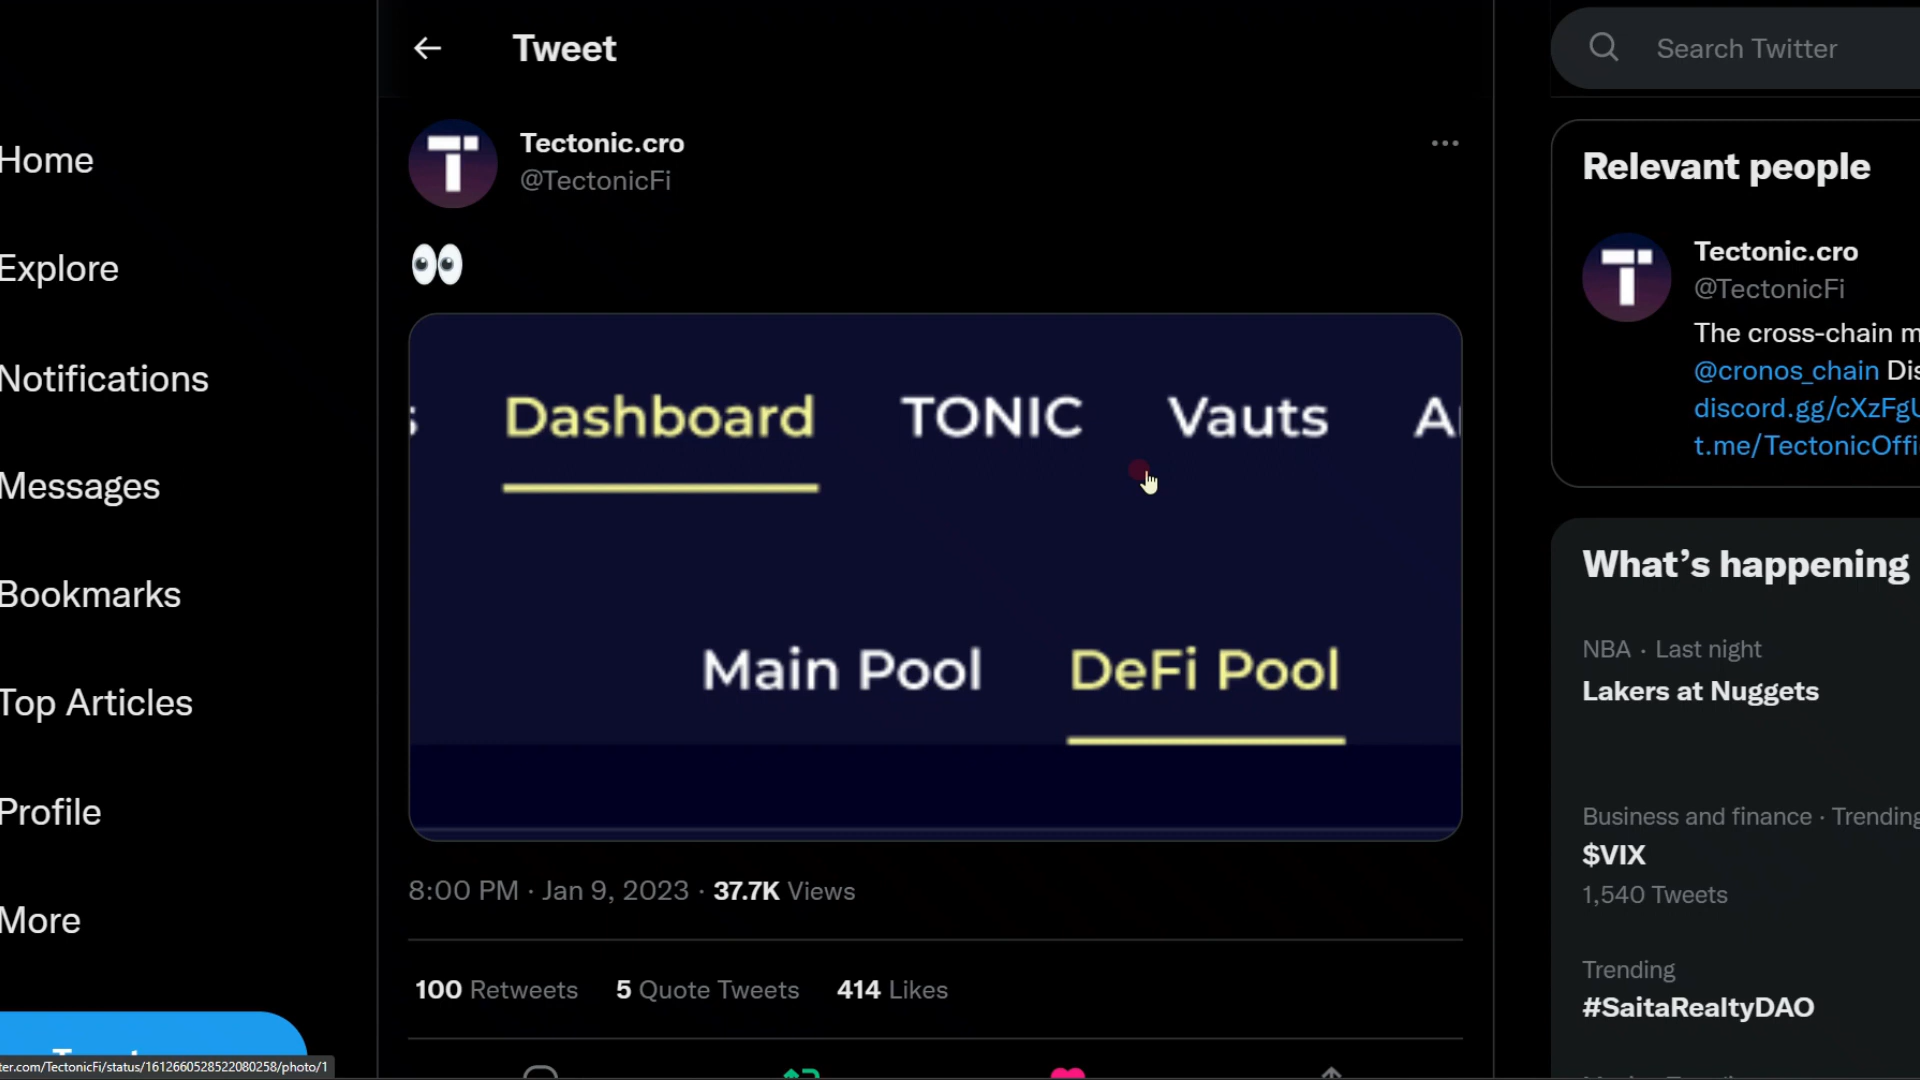 Tweet
Search Twitter
Home
Explore
Notifications
Messages
Bookmarks
Top Articles
Profile
More
Tectonic.cro
@TectonicFi
Dashboard TONIC Vauts
Main Pool DeFi Pool
8:00 PM · Jan 9, 2023 · 37.7K Views
100 Retweets 5 Quote Tweets 414 Likes
Relevant people
Tectonic.cro
@TectonicFi
The cross-chain m
@cronos_chain Dis
discord.gg/cXzFgU
t.me/TectonicOffi
What's happening
NBA · Last night
Lakers at Nuggets
Business and finance · Trending
$VIX
1,540 Tweets
Trending
#SaitaRealtyDAO
ter.com/TectonicFi/status/1612660528522080258/photo/1